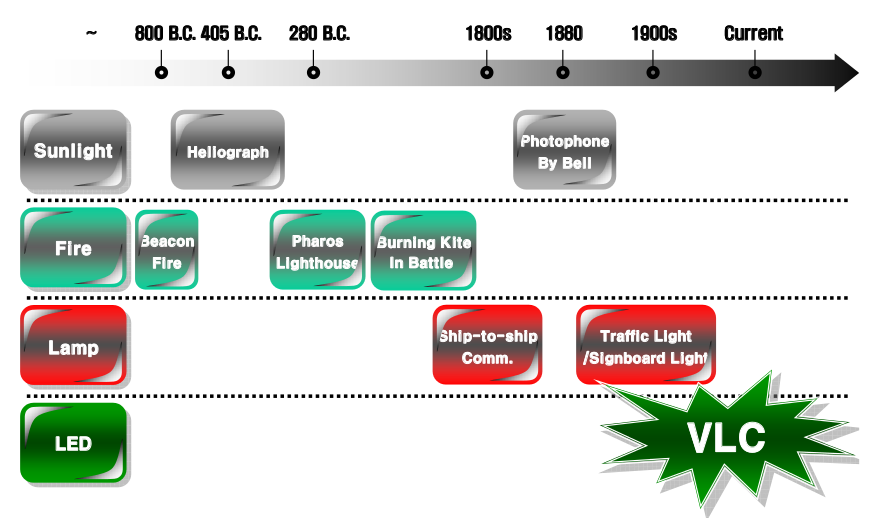 ~ 800 B.C. 405 B.C. 280 B.C. 1800s 1880 1900s Current
Sunlight
Heliograph
Photophone
By Bell
Fire
Beacon
Fire
Pharos
Lighthouse
Burning Kite
In Battle
Lamp
Ship-to-ship
Comm.
Traffic Light
/Signboard Light
LED
VLC